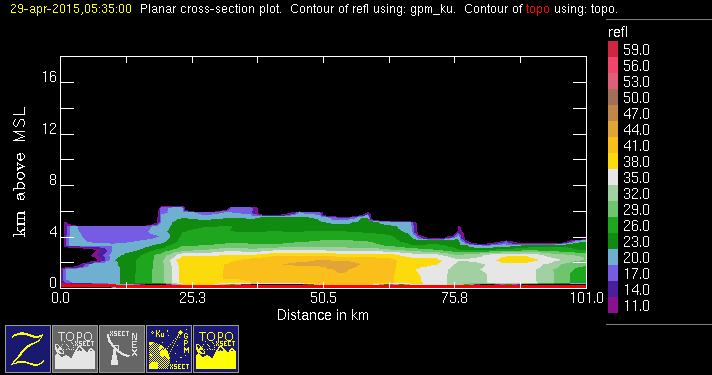 29-apr-2015,05:35:00 Planar cross-section plot. Contour of refl using: gpm_ku. Contour of topo using: topo.
refl
59.0
56.0
53.0
50.0
47.0
44.0
41.0
38.0
35.0
32.0
29.0
26.0
23.0
20.0
17.0
14.0
11.0
km above MSL
16
12
8
4
0
0.0 25.3 50.5 75.8 101.0
Distance in km
Z
TOPO
XSECT
XSECT
NEXR
Ku
GPM
XSECT
TOPO
XSECT